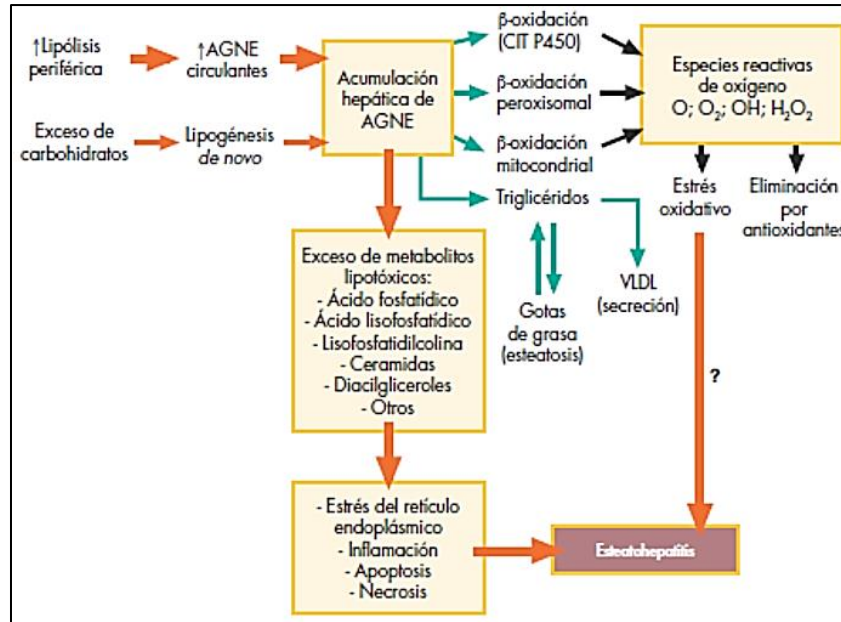 ↑Lipólisis
periférica
↑AGNE
circulantes
Exceso de
carbohidratos
Lipogénesis
de novo
Acumulación
hepática de
AGNE
β-oxidación
(CIT P450)
β-oxidación
peroxisomal
β-oxidación
mitocondrial
Triglicéridos
Especies reactivas
de oxígeno
O; O₂; OH; H₂O₂
Estrés
oxidativo
Eliminación
por
antioxidantes
Gotas
de grasa
(esteatosis)
VLDL
(secreción)
Exceso de metabolitos
lipotóxicos:
- Ácido fosfatídico
- Ácido lisofosfatídico
- Lisofosfatidilcolina
- Ceramidas
- Diacilgliceroles
- Otros
?
- Estrés del retículo
endoplásmico
- Inflamación
- Apoptosis
- Necrosis
Esteatohepatitis